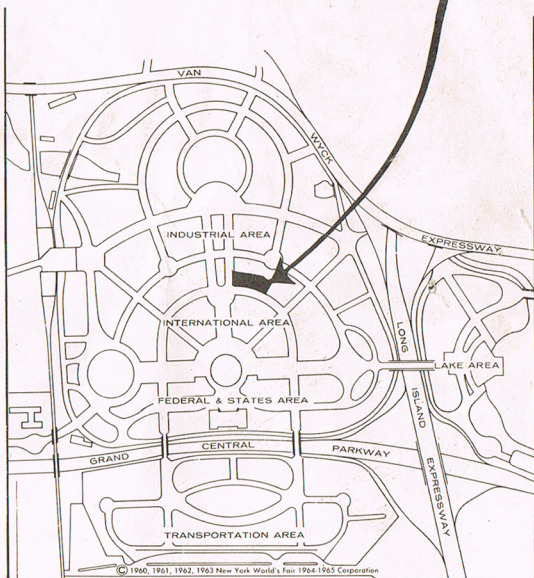 VAN
WYCK
EXPRESSWAY
INDUSTRIAL AREA
INTERNATIONAL AREA
LONG
ISLAND
EXPRESSWAY
LAKE AREA
FEDERAL & STATES AREA
GRAND
CENTRAL
PARKWAY
TRANSPORTATION AREA
© 1960, 1961, 1962, 1963 New York World's Fair 1964-1965 Corporation